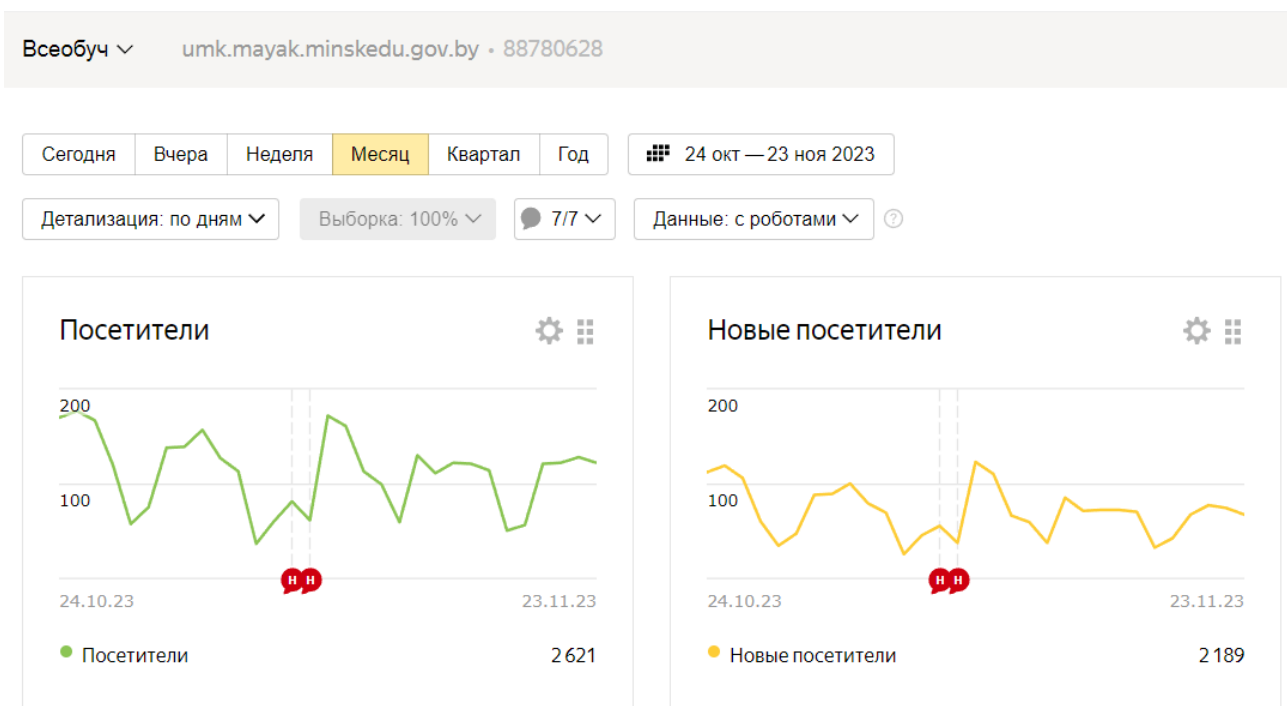 Всеобуч umk.mayak.minskedu.gov.by • 88780628
Сегодня Вчера Неделя Месяц Квартал Год 24 окт — 23 ноя 2023
Детализация: по дням Выборка: 100% 7/7 Данные: с роботами ?
Посетители
200
100
Н Н
24.10.23 23.11.23
Посетители 2 621
Новые посетители
200
100
Н Н
24.10.23 23.11.23
Новые посетители 2 189